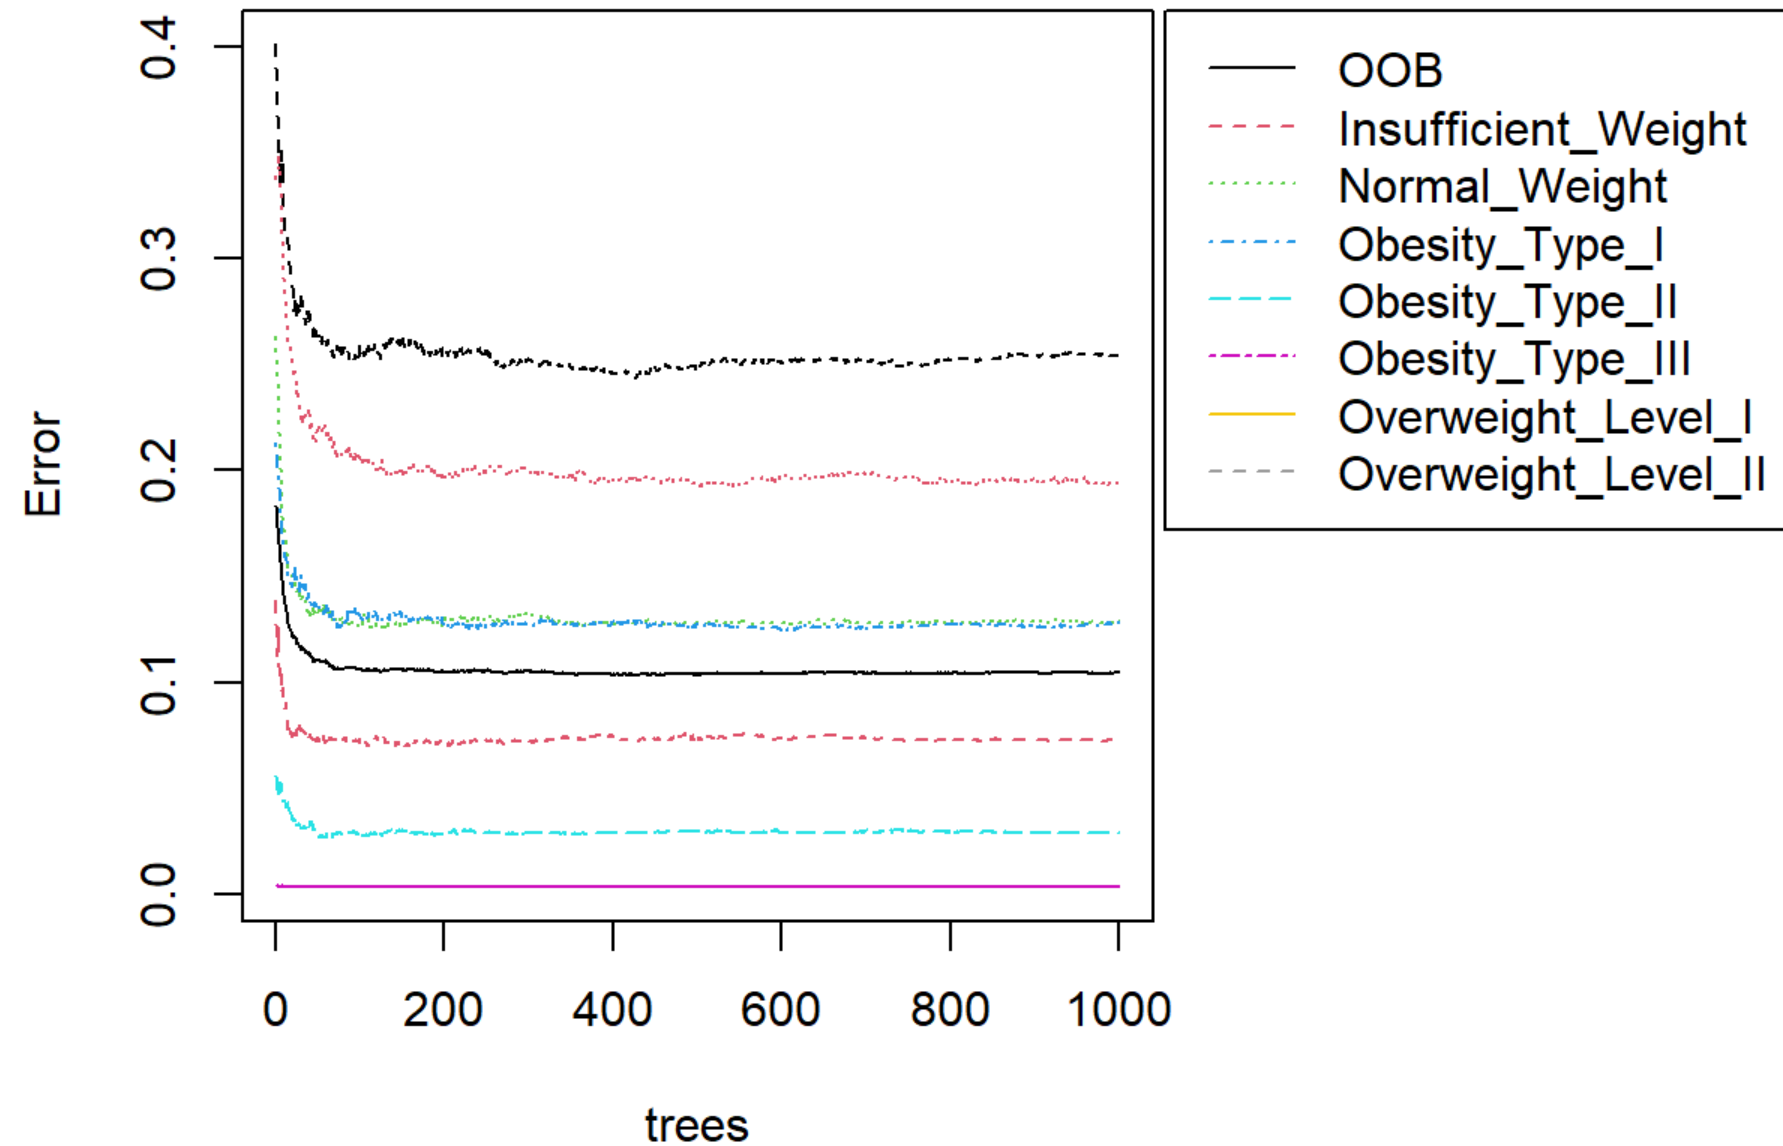 OOB
Insufficient_Weight
Normal_Weight
Obesity_Type_I
Obesity_Type_II
Obesity_Type_III
Overweight_Level_I
Overweight_Level_II
Error
0.4
0.3
0.2
0.1
0.0
0 200 400 600 800 1000
trees